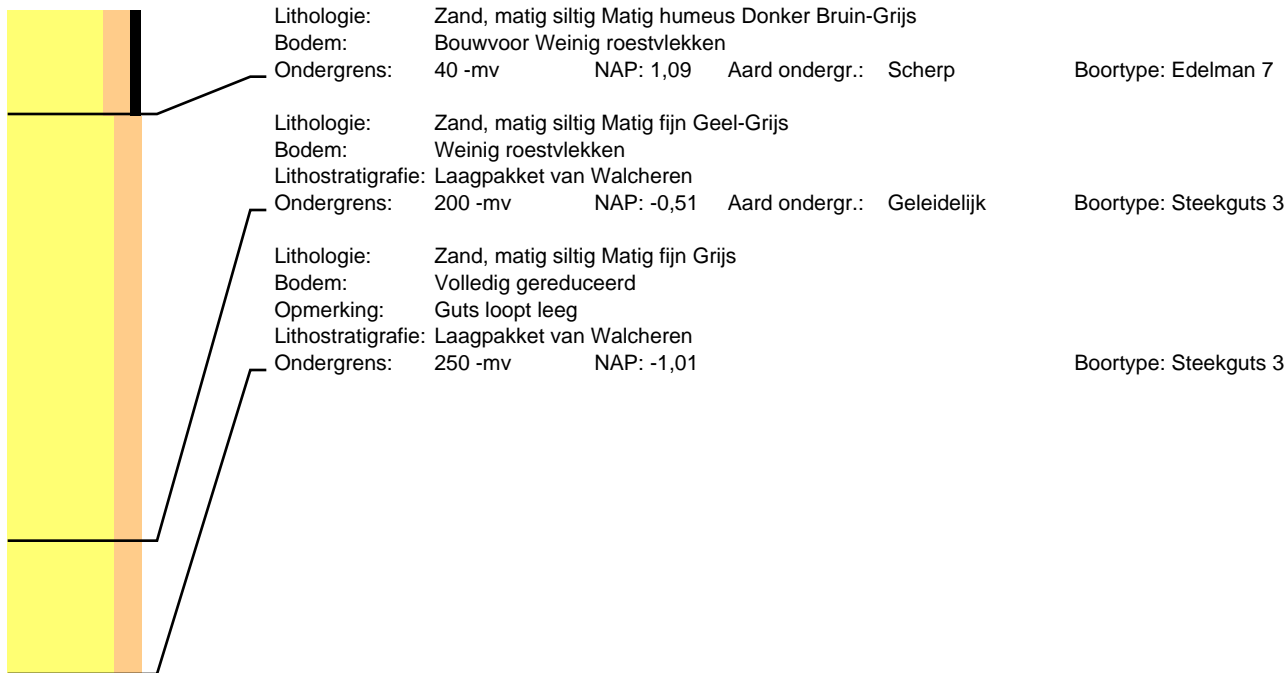 Lithologie: Zand, matig siltig Matig humeus Donker Bruin-Grijs
Bodem: Bouwvoor Weinig roestvlekken
Ondergrens: 40 -mv NAP: 1,09 Aard ondergr.: Scherp Boortype: Edelman 7
Lithologie: Zand, matig siltig Matig fijn Geel-Grijs
Bodem: Weinig roestvlekken
Lithostratigrafie: Laagpakket van Walcheren
Ondergrens: 200 -mv NAP: -0,51 Aard ondergr.: Geleidelijk Boortype: Steekguts 3
Lithologie: Zand, matig siltig Matig fijn Grijs
Bodem: Volledig gereduceerd
Opmerking: Guts loopt leeg
Lithostratigrafie: Laagpakket van Walcheren
Ondergrens: 250 -mv NAP: -1,01 Boortype: Steekguts 3